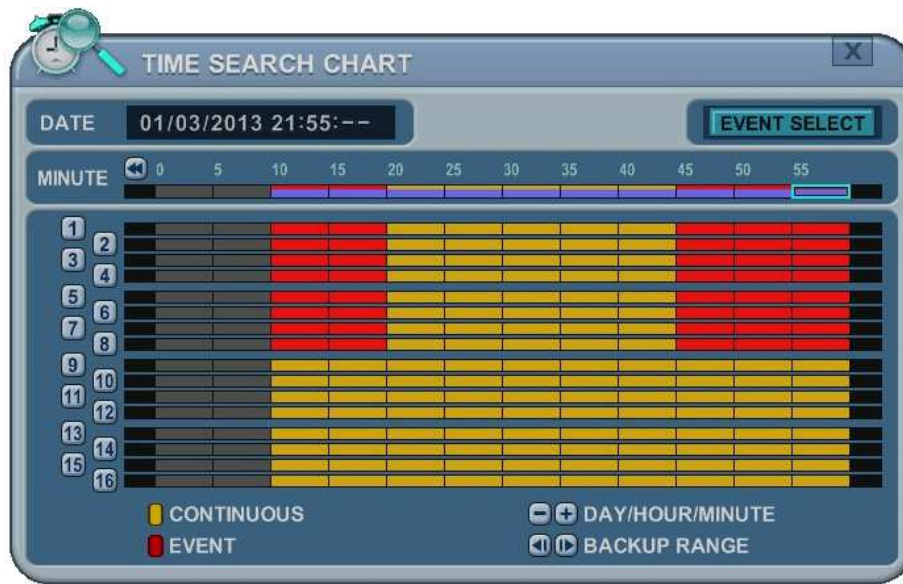 TIME SEARCH CHART
X
DATE 01/03/2013 21:55:--
EVENT SELECT
MINUTE 0 5 10 15 20 25 30 35 40 45 50 55
1
2
3
4
5
6
7
8
9
10
11
12
13
14
15
16
CONTINUOUS
DAY/HOUR/MINUTE
EVENT
BACKUP RANGE